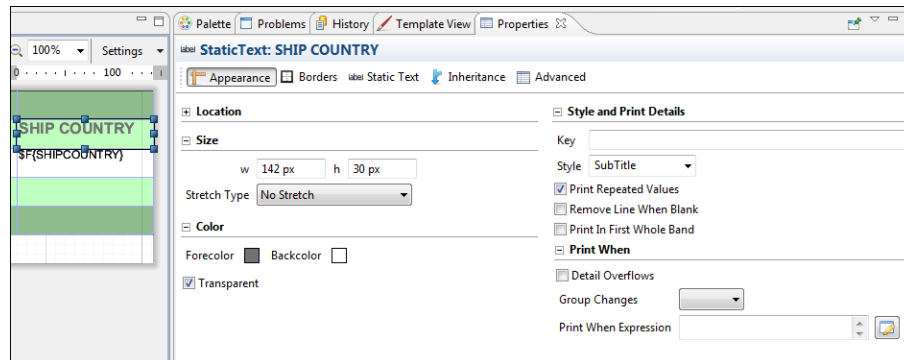 Palette Problems History Template View Properties
100% Settings
label StaticText: SHIP COUNTRY
0 100
Appearance Borders label Static Text Inheritance Advanced
SHIP COUNTRY
$F{SHIPCOUNTRY}
Location
Size
w 142 px h 30 px
Stretch Type No Stretch
Color
Forecolor Backcolor
Transparent
Style and Print Details
Key
Style SubTitle
Print Repeated Values
Remove Line When Blank
Print In First Whole Band
Print When
Detail Overflows
Group Changes
Print When Expression